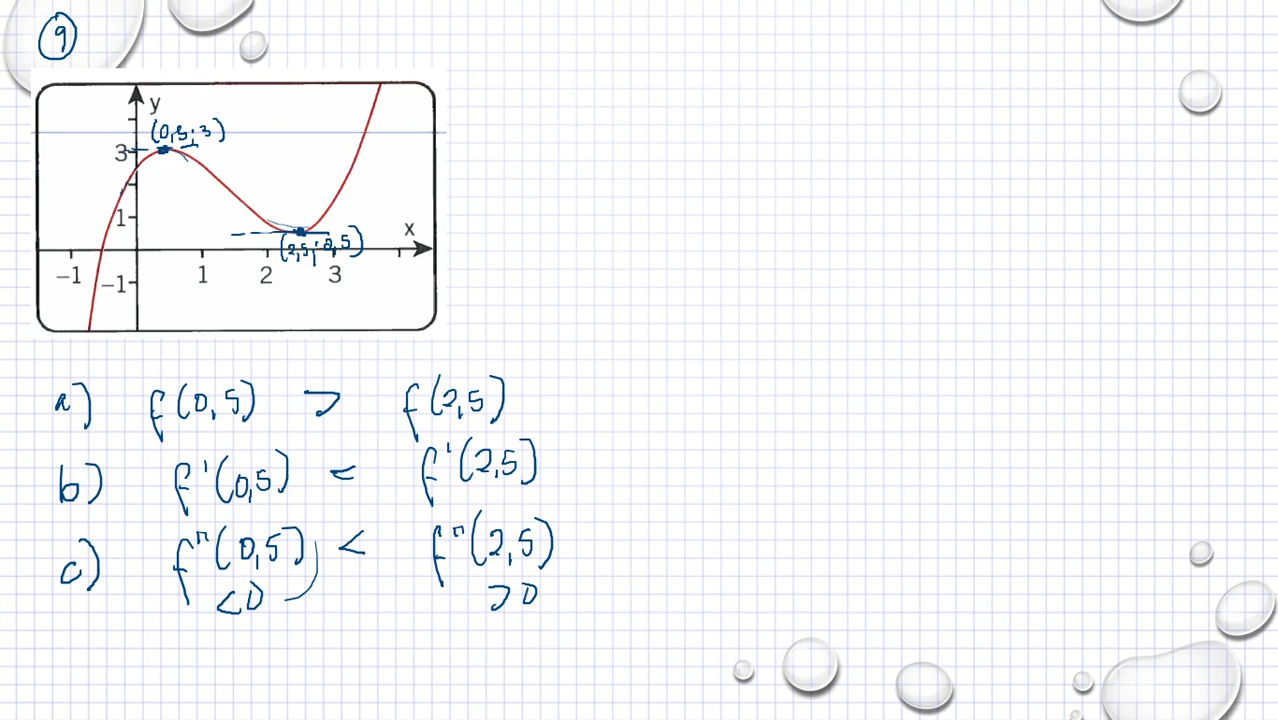 9
y
(0,5; 3)
3
1
x
(2,5; 0,5)
-1 1 2 3
-1
a) f(0,5) > f(2,5)
b) f'(0,5) < f'(2,5)
c) f"(0,5) < f"(2,5)
<0 >0